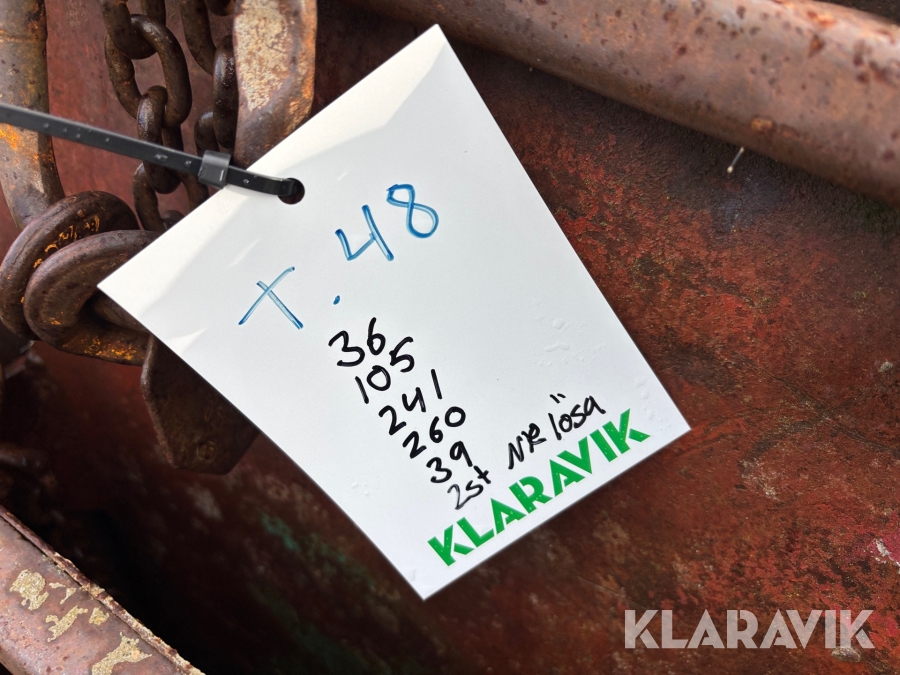 T. 48
36
105
241
260
39
2st NR lösa
KLARAVIK
KLARAVIK